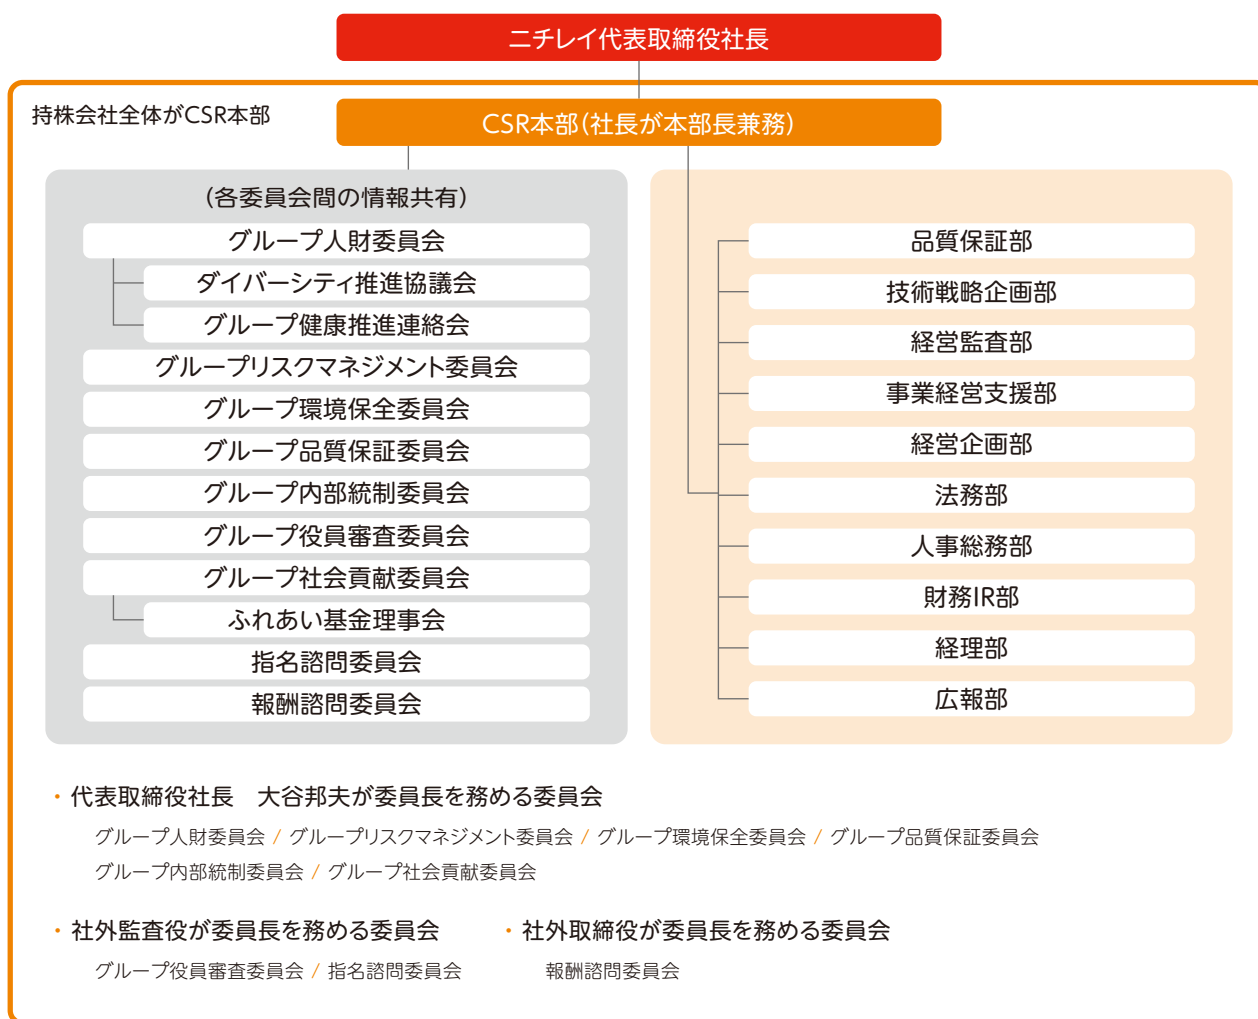 ニチレイ代表取締役社長
持株会社全体がCSR本部
CSR本部(社長が本部長兼務)
(各委員会間の情報共有)
グループ人財委員会
ダイバーシティ推進協議会
グループ健康推進連絡会
グループリスクマネジメント委員会
グループ環境保全委員会
グループ品質保証委員会
グループ内部統制委員会
グループ役員審査委員会
グループ社会貢献委員会
ふれあい基金理事会
指名諮問委員会
報酬諮問委員会
品質保証部
技術戦略企画部
経営監査部
事業経営支援部
経営企画部
法務部
人事総務部
財務IR部
経理部
広報部
・代表取締役社長　大谷邦夫が委員長を務める委員会
グループ人財委員会 / グループリスクマネジメント委員会 / グループ環境保全委員会 / グループ品質保証委員会
グループ内部統制委員会 / グループ社会貢献委員会
・社外監査役が委員長を務める委員会
グループ役員審査委員会 / 指名諮問委員会
・社外取締役が委員長を務める委員会
報酬諮問委員会